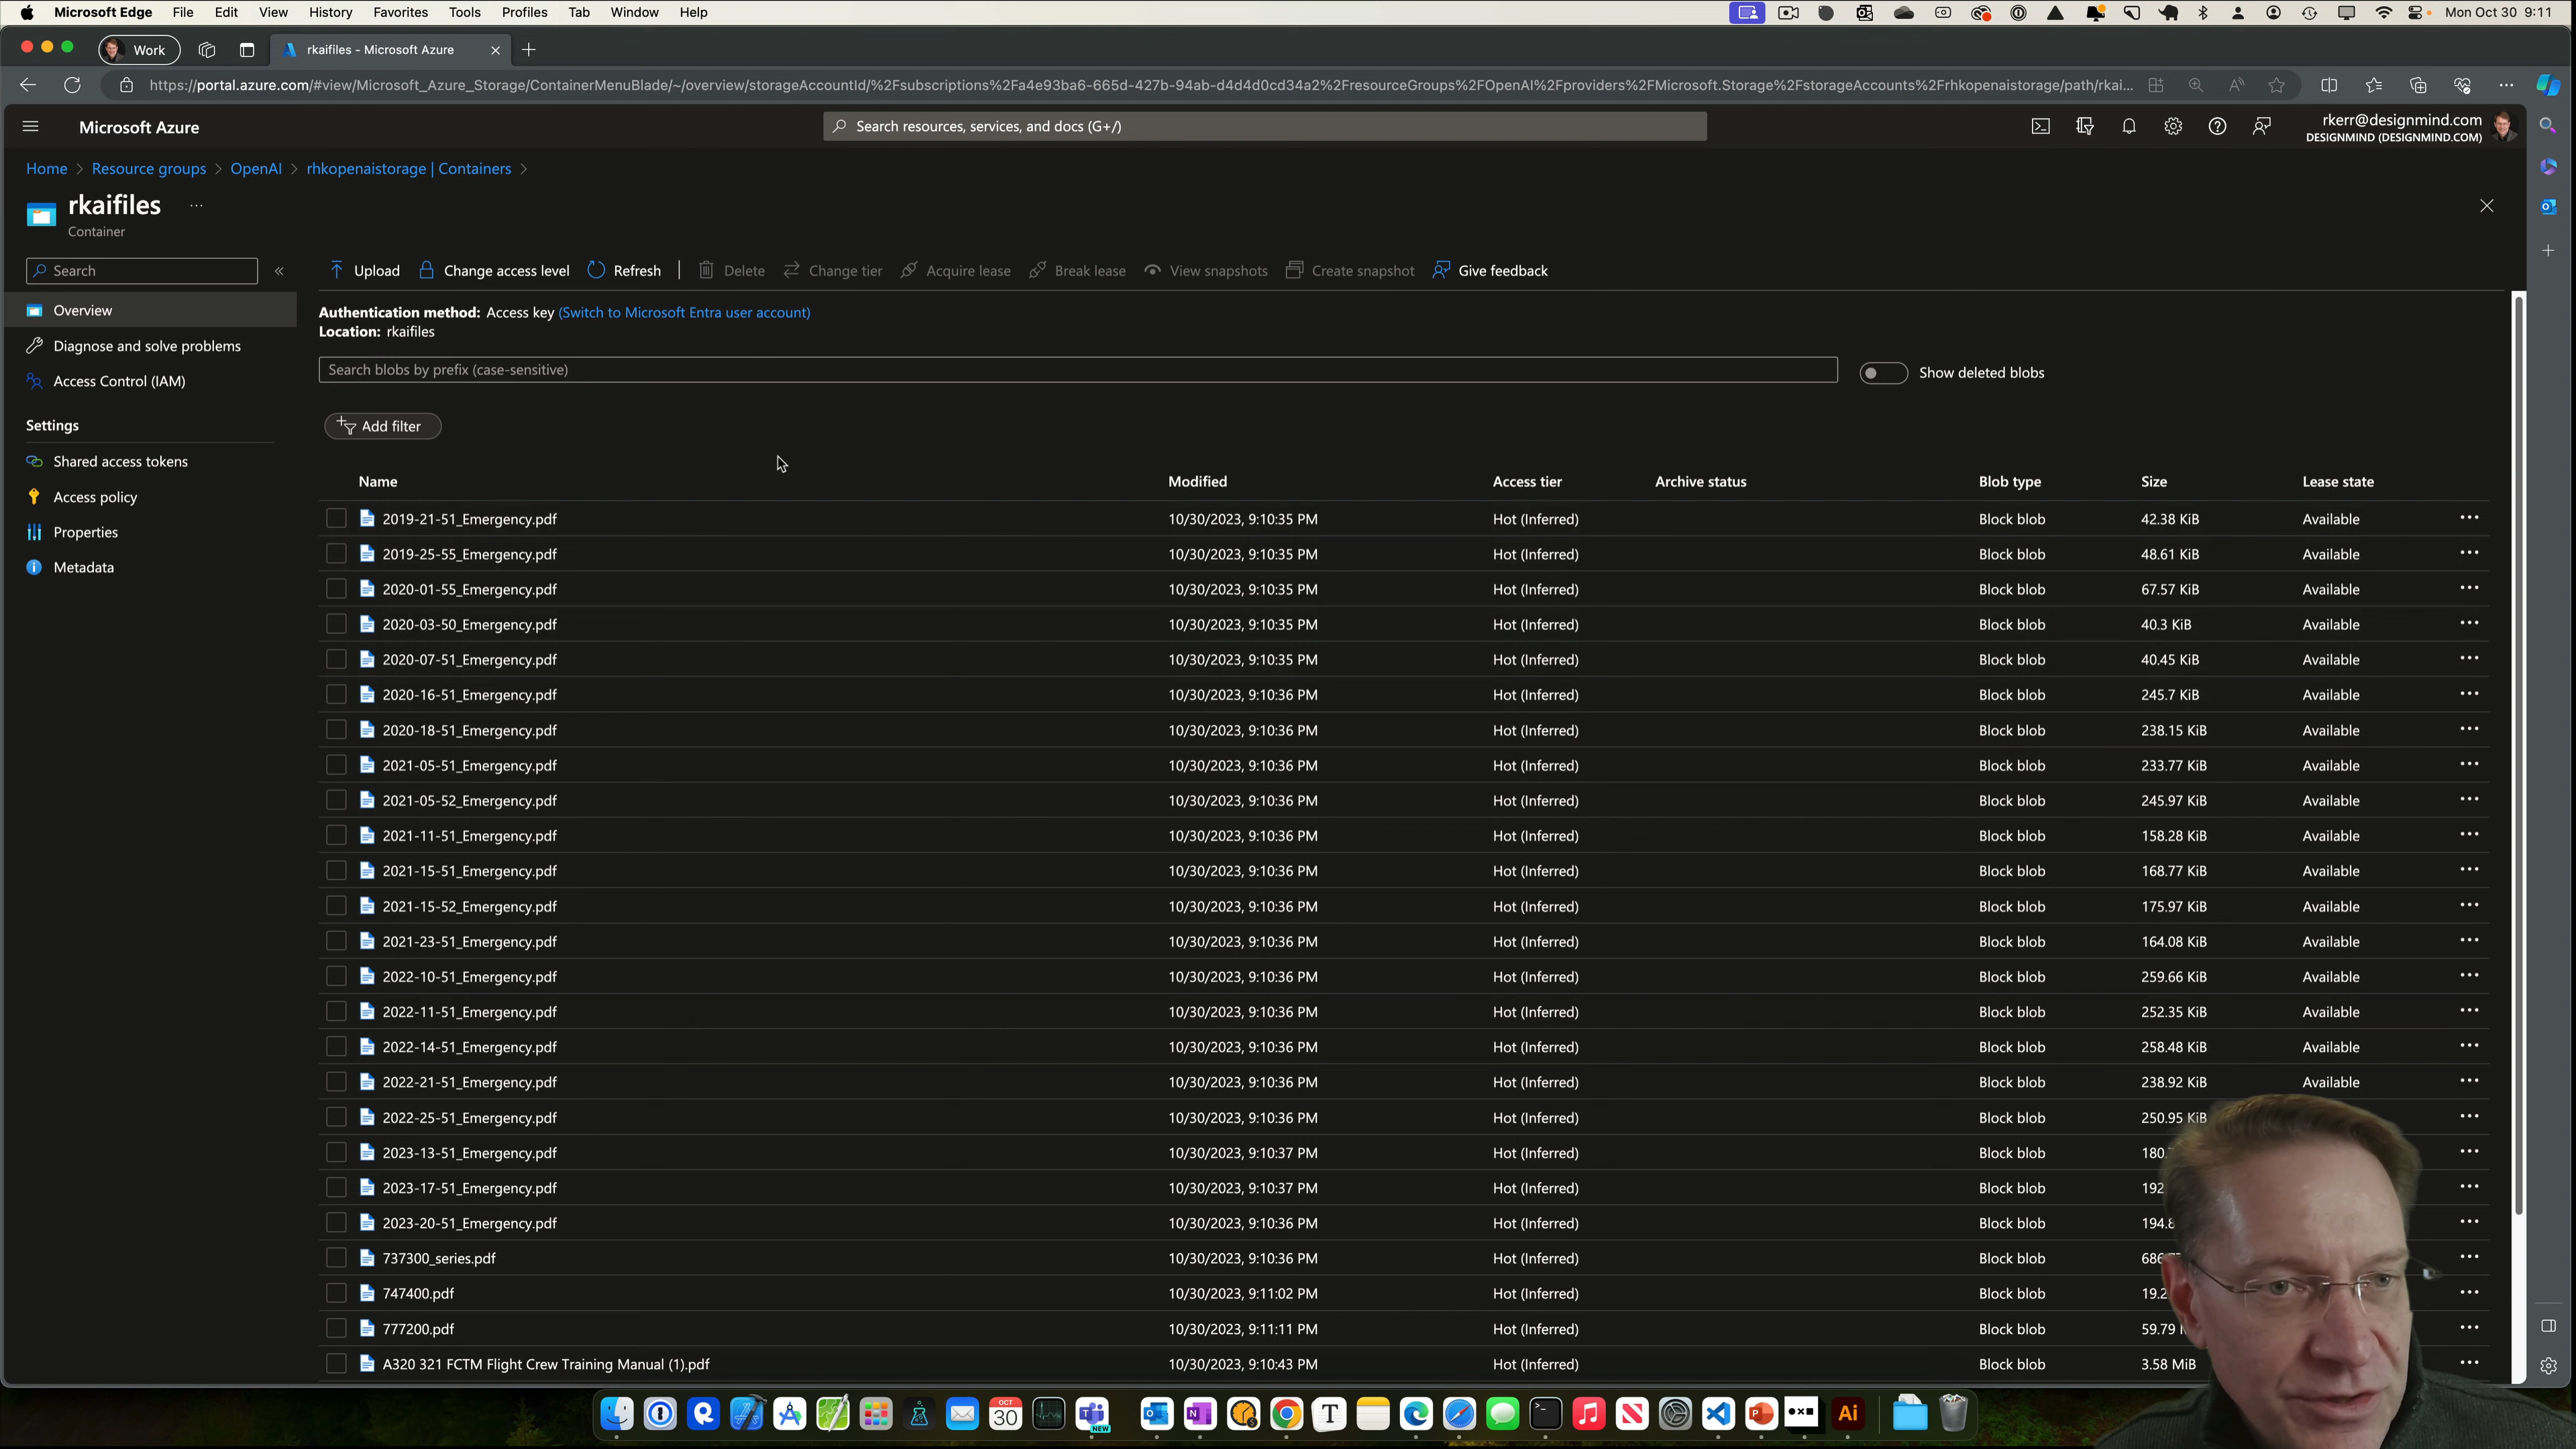 Microsoft Edge File Edit View History Favorites Tools Profiles Tab Window Help Mon Oct 30 9:11
Work rkaifiles - Microsoft Azure
https://portal.azure.com/#view/Microsoft_Azure_Storage/ContainerMenuBlade/~/overview/storageAccountId/%2Fsubscriptions%2Fa4e93ba6-665d-427b-94ab-d4d4d0cd34a2%2FresourceGroups%2FOpenAI%2Fproviders%2FMicrosoft.Storage%2FstorageAccounts%2Frhkopenaistorage/path/rkai...
Microsoft Azure Search resources, services, and docs (G+/) rkerr@designmind.com
DESIGNMIND (DESIGNMIND.COM)
Home > Resource groups > OpenAI > rhkopenaistorage | Containers >
rkaifiles ...
Container
Search « Upload Change access level Refresh Delete Change tier Acquire lease Break lease View snapshots Create snapshot Give feedback
Overview
Diagnose and solve problems
Access Control (IAM)
Settings
Shared access tokens
Access policy
Properties
Metadata
Authentication method: Access key (Switch to Microsoft Entra user account)
Location: rkaifiles
Search blobs by prefix (case-sensitive) Show deleted blobs
Add filter
Name Modified Access tier Archive status Blob type Size Lease state
2019-21-51_Emergency.pdf 10/30/2023, 9:10:35 PM Hot (Inferred) Block blob 42.38 KiB Available
2019-25-55_Emergency.pdf 10/30/2023, 9:10:35 PM Hot (Inferred) Block blob 48.61 KiB Available
2020-01-55_Emergency.pdf 10/30/2023, 9:10:35 PM Hot (Inferred) Block blob 67.57 KiB Available
2020-03-50_Emergency.pdf 10/30/2023, 9:10:35 PM Hot (Inferred) Block blob 40.3 KiB Available
2020-07-51_Emergency.pdf 10/30/2023, 9:10:35 PM Hot (Inferred) Block blob 40.45 KiB Available
2020-16-51_Emergency.pdf 10/30/2023, 9:10:36 PM Hot (Inferred) Block blob 245.7 KiB Available
2020-18-51_Emergency.pdf 10/30/2023, 9:10:36 PM Hot (Inferred) Block blob 238.15 KiB Available
2021-05-51_Emergency.pdf 10/30/2023, 9:10:36 PM Hot (Inferred) Block blob 233.77 KiB Available
2021-05-52_Emergency.pdf 10/30/2023, 9:10:36 PM Hot (Inferred) Block blob 245.97 KiB Available
2021-11-51_Emergency.pdf 10/30/2023, 9:10:36 PM Hot (Inferred) Block blob 158.28 KiB Available
2021-15-51_Emergency.pdf 10/30/2023, 9:10:36 PM Hot (Inferred) Block blob 168.77 KiB Available
2021-15-52_Emergency.pdf 10/30/2023, 9:10:36 PM Hot (Inferred) Block blob 175.97 KiB Available
2021-23-51_Emergency.pdf 10/30/2023, 9:10:36 PM Hot (Inferred) Block blob 164.08 KiB Available
2022-10-51_Emergency.pdf 10/30/2023, 9:10:36 PM Hot (Inferred) Block blob 259.66 KiB Available
2022-11-51_Emergency.pdf 10/30/2023, 9:10:36 PM Hot (Inferred) Block blob 252.35 KiB Available
2022-14-51_Emergency.pdf 10/30/2023, 9:10:36 PM Hot (Inferred) Block blob 258.48 KiB Available
2022-21-51_Emergency.pdf 10/30/2023, 9:10:36 PM Hot (Inferred) Block blob 238.92 KiB Available
2022-25-51_Emergency.pdf 10/30/2023, 9:10:36 PM Hot (Inferred) Block blob 250.95 KiB
2023-13-51_Emergency.pdf 10/30/2023, 9:10:37 PM Hot (Inferred) Block blob 180.
2023-17-51_Emergency.pdf 10/30/2023, 9:10:37 PM Hot (Inferred) Block blob 192
2023-20-51_Emergency.pdf 10/30/2023, 9:10:36 PM Hot (Inferred) Block blob 194.8
737300_series.pdf 10/30/2023, 9:10:36 PM Hot (Inferred) Block blob 686
747400.pdf 10/30/2023, 9:11:02 PM Hot (Inferred) Block blob 19.2
777200.pdf 10/30/2023, 9:11:11 PM Hot (Inferred) Block blob 59.79
A320 321 FCTM Flight Crew Training Manual (1).pdf 10/30/2023, 9:10:43 PM Hot (Inferred) Block blob 3.58 MiB
OCT
30
NEW
T
Ai